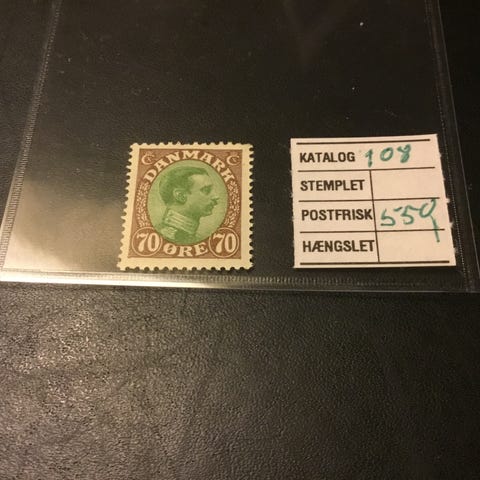 DANMARK
70 ØRE 70
KATALOG 108
STEMPLET
POSTFRISK 550
HÆNGSLET